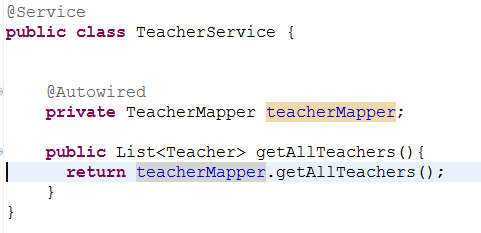 @Service
public class TeacherService {
@Autowired
private TeacherMapper teacherMapper;
public List<Teacher> getAllTeachers(){
return teacherMapper.getAllTeachers();
}
}